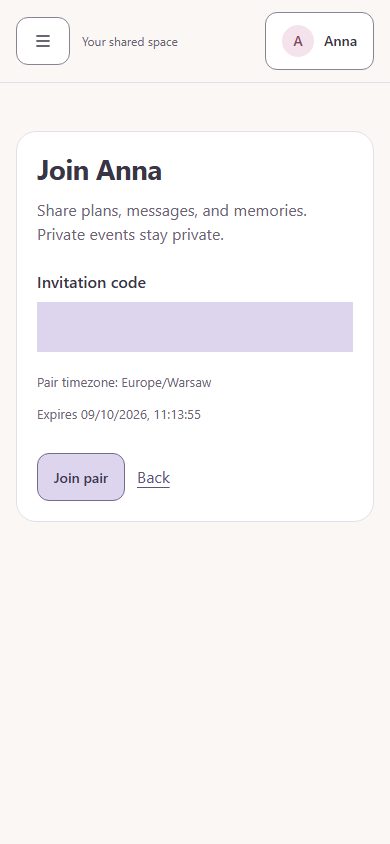 Your shared space
A
Anna
Join Anna
Share plans, messages, and memories.
Private events stay private.
Invitation code
Pair timezone: Europe/Warsaw
Expires 09/10/2026, 11:13:55
Join pair
Back